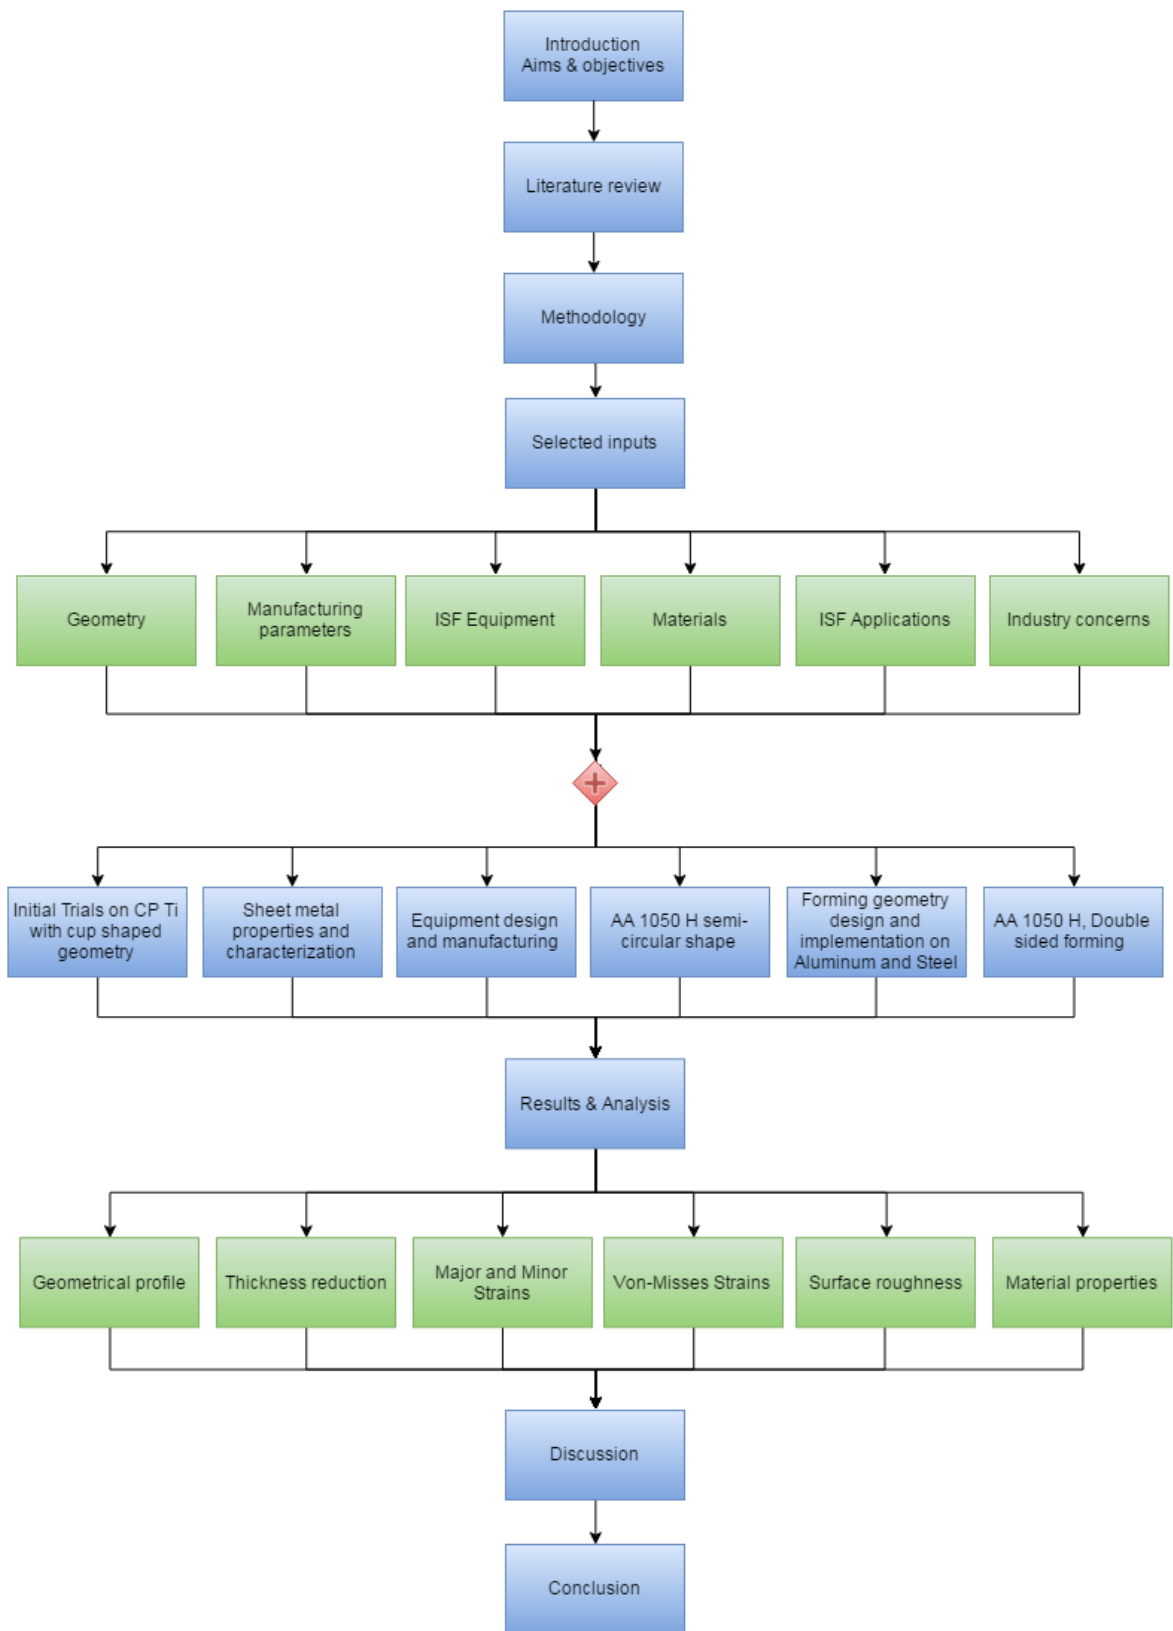 Introduction
Aims & objectives
Literature review
Methodology
Selected inputs
Geometry
Manufacturing
parameters
ISF Equipment
Materials
ISF Applications
Industry concerns
Initial Trials on CP Ti
with cup shaped
geometry
Sheet metal
properties and
characterization
Equipment design
and manufacturing
AA 1050 H semi-
circular shape
Forming geometry
design and
implementation on
Aluminum and Steel
AA 1050 H, Double
sided forming
Results & Analysis
Geometrical profile
Thickness reduction
Major and Minor
Strains
Von-Misses Strains
Surface roughness
Material properties
Discussion
Conclusion